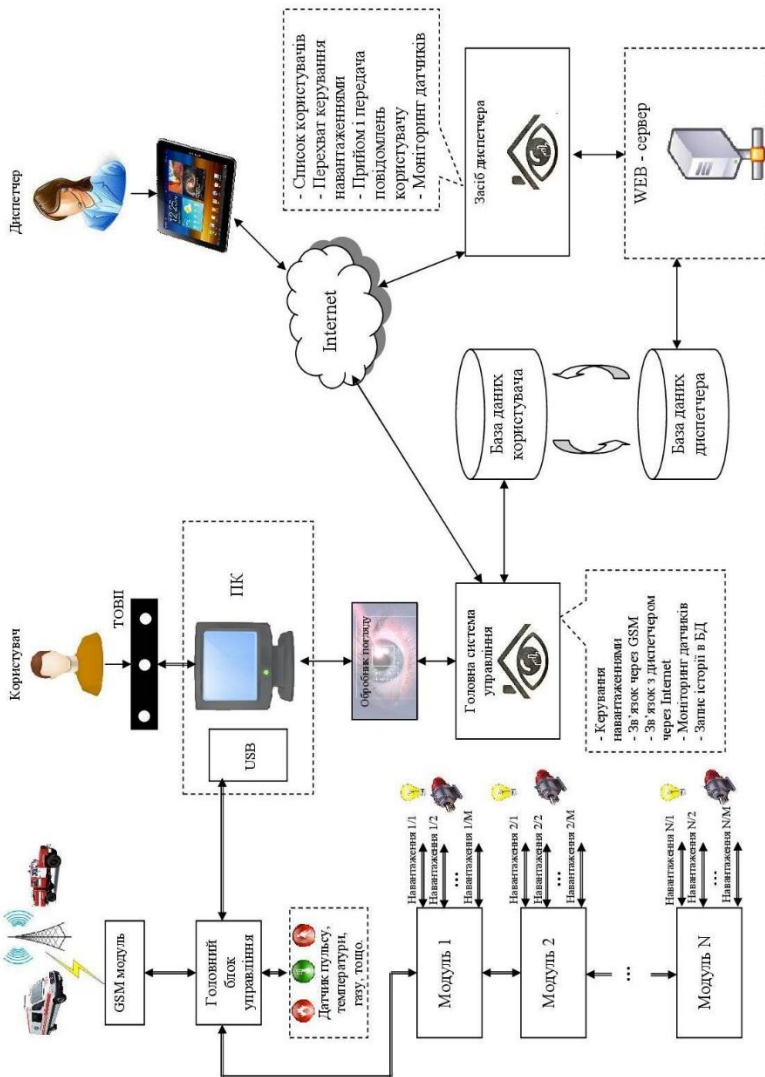 Користувач
Диспетчер
GSM модуль
Головний
блок
управління
Датчик пульсу,
температури,
газу, тощо.
USB
ПК
ТОВІІ
Обробник погляду
Internet
- Список користувачів
- Перехват керування
навантаженнями
- Прийом і передача
повідомлень
користувачу
- Моніторинг датчиків
Засіб диспетчера
WEB - сервер
Головна система
управління
База даних
користувача
База даних
диспетчера
- Керування
навантаженнями
- Зв’язок через GSM
- Зв’язок з диспетчером
через Internet
- Моніторинг датчиків
- Запис історії в БД
Модуль 1
Навантаження 1/1
Навантаження 1/2
...
Навантаження 1/M
Модуль 2
Навантаження 2/1
Навантаження 2/2
...
Навантаження 2/M
...
Модуль N
Навантаження N/1
Навантаження N/2
...
Навантаження N/M